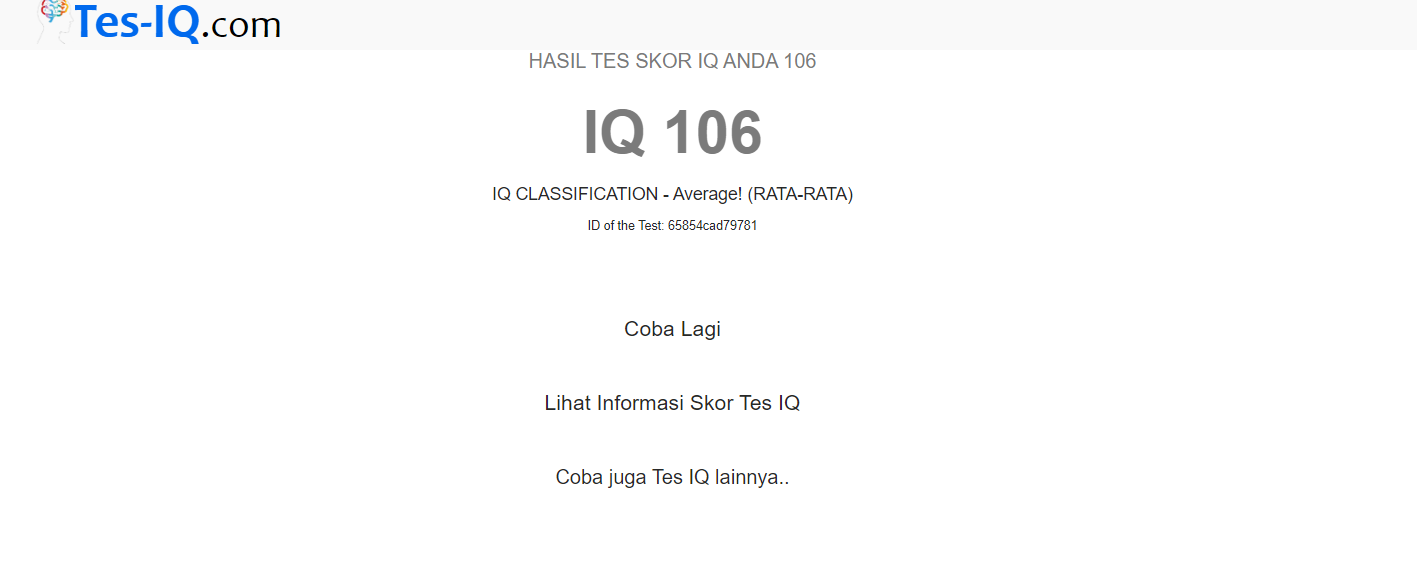 Tes-IQ.com
HASIL TES SKOR IQ ANDA 106
IQ 106
IQ CLASSIFICATION - Average! (RATA-RATA)
ID of the Test: 65854cad79781
Coba Lagi
Lihat Informasi Skor Tes IQ
Coba juga Tes IQ lainnya..